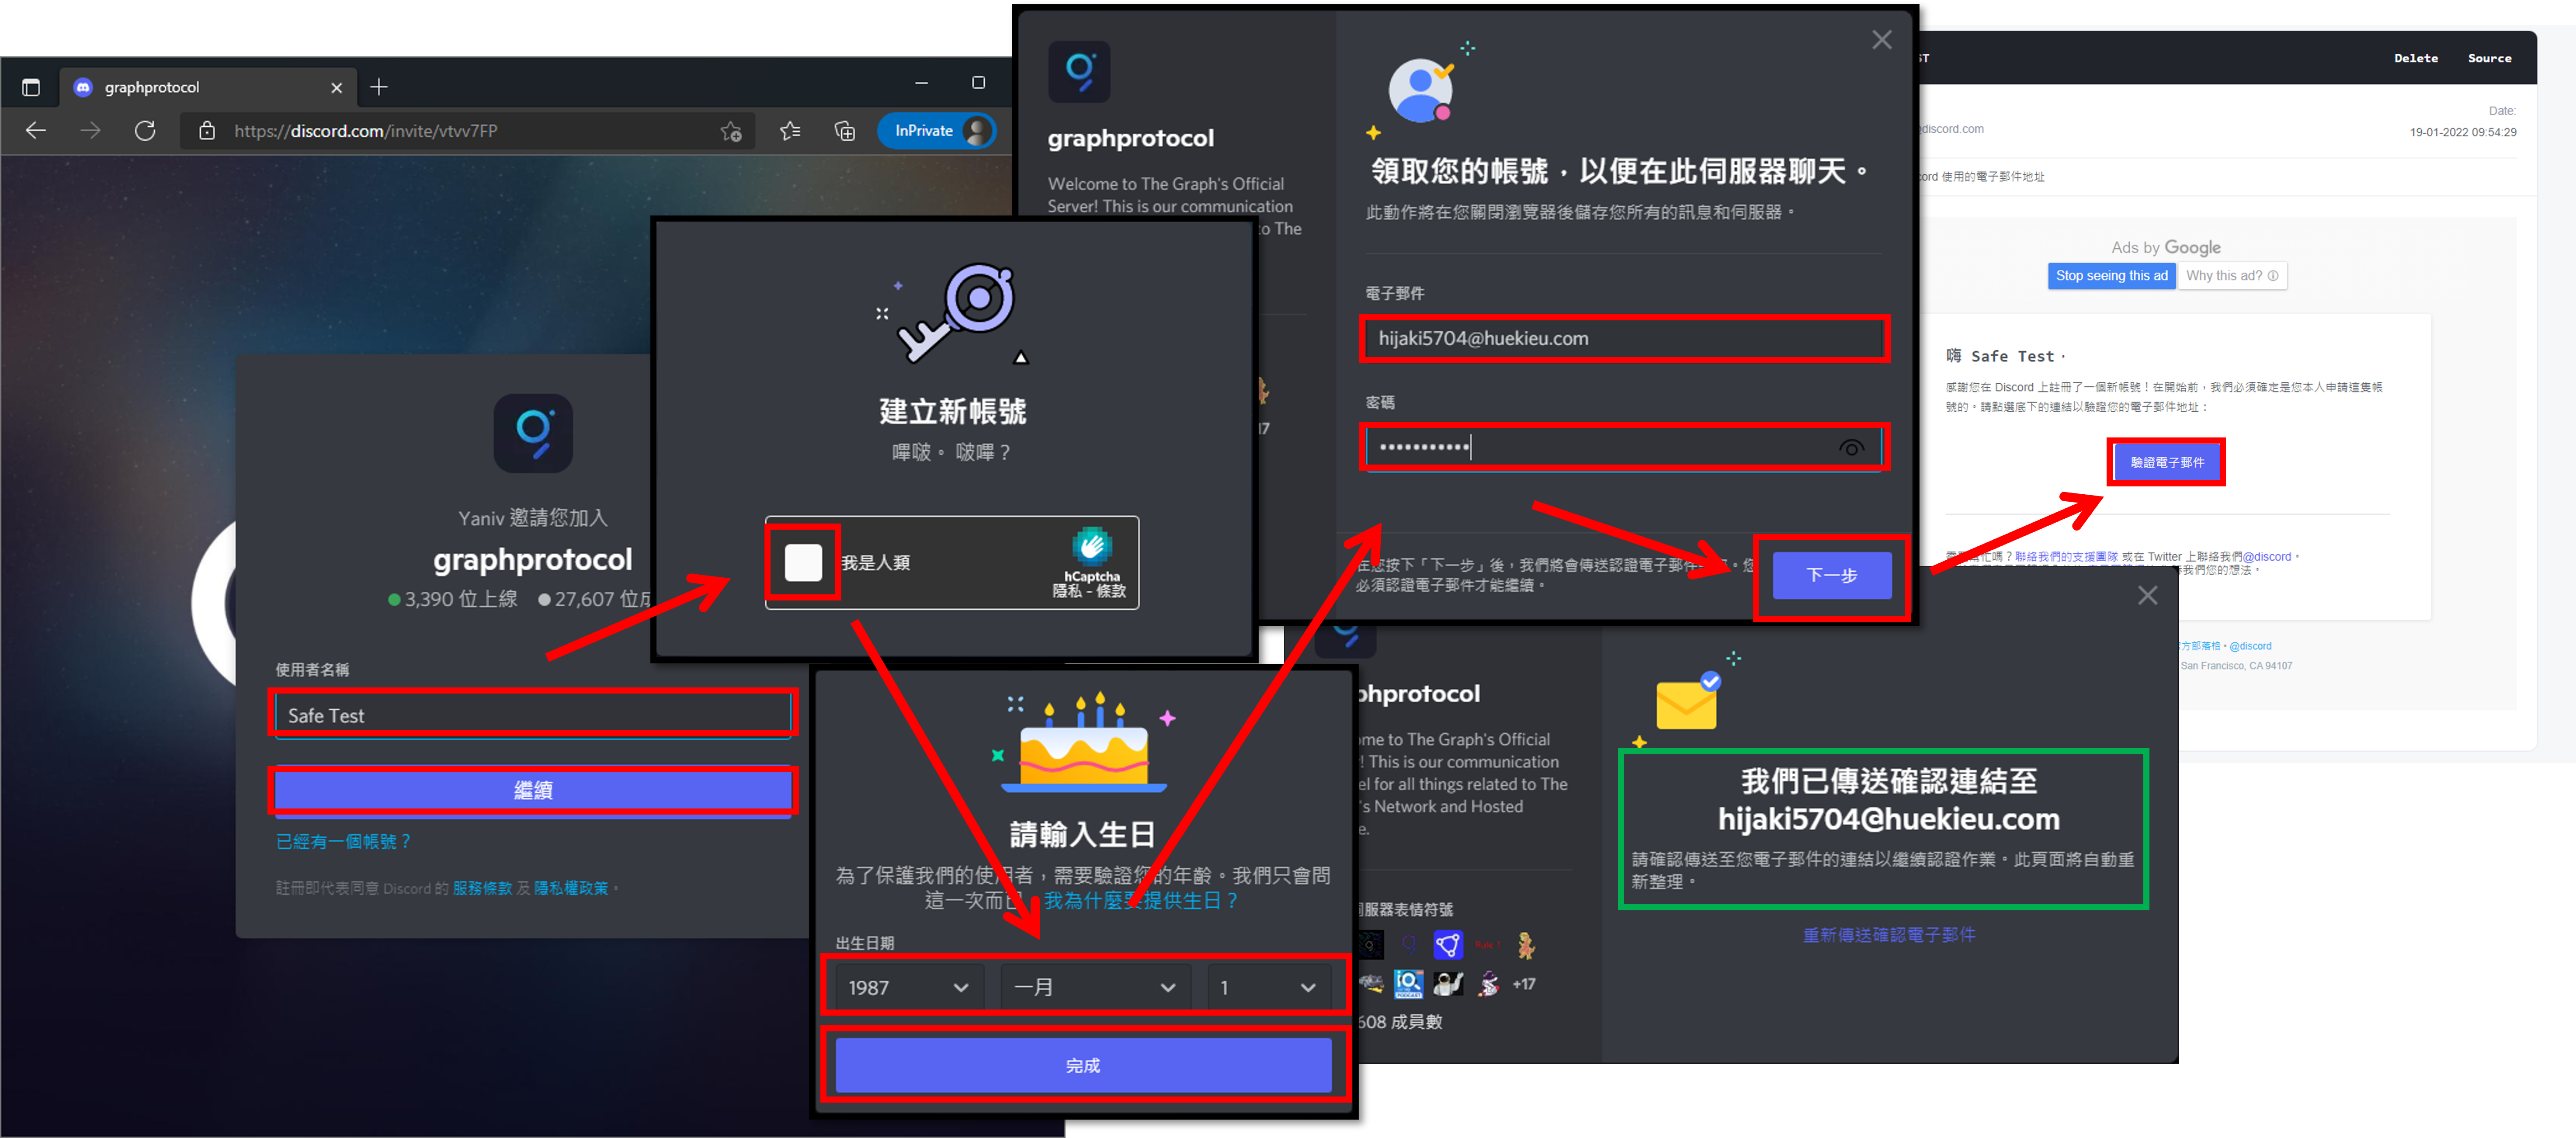 graphprotocol
https://discord.com/invite/vtvv7FP
InPrivate
Yaniv 邀請您加入
graphprotocol
3,390 位上線
27,607 位
使用者名稱
Safe Test
繼續
已經有一個帳號？
註冊即代表同意 Discord 的 服務條款 及 隱私權政策。
建立新帳號
嗶啵。啵嗶？
我是人類
hCaptcha
隱私 - 條款
請輸入生日
為了保護我們的使用者，需要驗證您的年齡。我們只會問
這一次而已 我為什麼要提供生日？
出生日期
1987
一月
1
完成
graphprotocol
Welcome to The Graph's Official
Server! This is our communication
to The
17
領取您的帳號，以便在此伺服器聊天。
此動作將在您關閉瀏覽器後儲存您所有的訊息和伺服器。
電子郵件
hijaki5704@huekieu.com
密碼
在您按下「下一步」後，我們將會傳送認證電子郵件
必須認證電子郵件才能繼續。
下一步
ST
Delete
Source
Date:
@discord.com
19-01-2022 09:54:29
cord 使用的電子郵件地址
Ads by Google
Stop seeing this ad
Why this ad?
嗨 Safe Test，
感謝您在 Discord 上註冊了一個新帳號！在開始前，我們必須確定是您本人申請這隻帳
號的。請點選底下的連結以驗證您的電子郵件地址：
驗證電子郵件
幫忙嗎？聯絡我們的支援團隊 或在 Twitter 上聯絡我們@discord。
我們您的想法。
方部落格 • @discord
San Francisco, CA 94107
phprotocol
ome to The Graph's Official
r! This is our communication
el for all things related to The
's Network and Hosted
e.
伺服器表情符號
+17
608 成員數
我們已傳送確認連結至
hijaki5704@huekieu.com
請確認傳送至您電子郵件的連結以繼續認證作業。此頁面將自動重
新整理。
重新傳送確認電子郵件